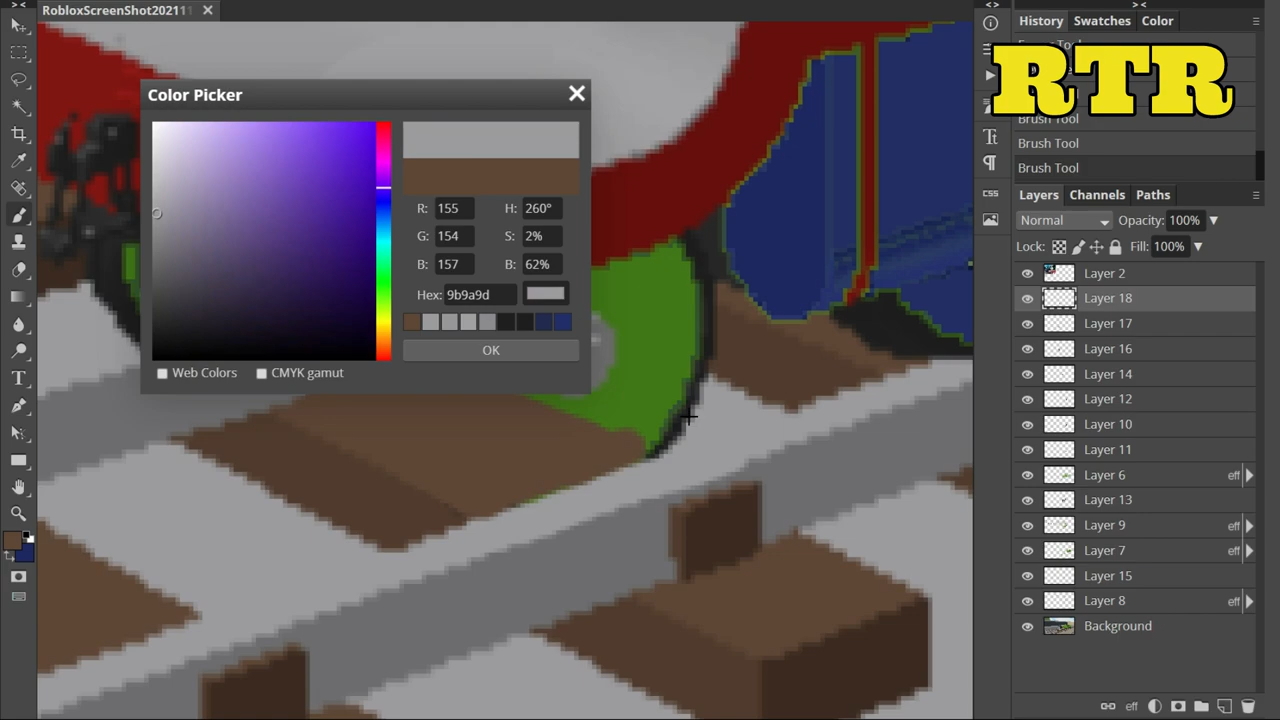 RobloxScreenShot202111
History Swatches Color
RTR
Brush Tool
Brush Tool
Brush Tool
Color Picker
R: 155 H: 260°
G: 154 S: 2%
B: 157 B: 62%
Hex: 9b9a9d
OK
Web Colors CMYK gamut
Layers Channels Paths
Normal Opacity: 100%
Lock: Fill: 100%
Layer 2
Layer 18
Layer 17
Layer 16
Layer 14
Layer 12
Layer 10
Layer 11
Layer 6 eff
Layer 13
Layer 9 eff
Layer 7 eff
Layer 15
Layer 8 eff
Background
eff
CSS